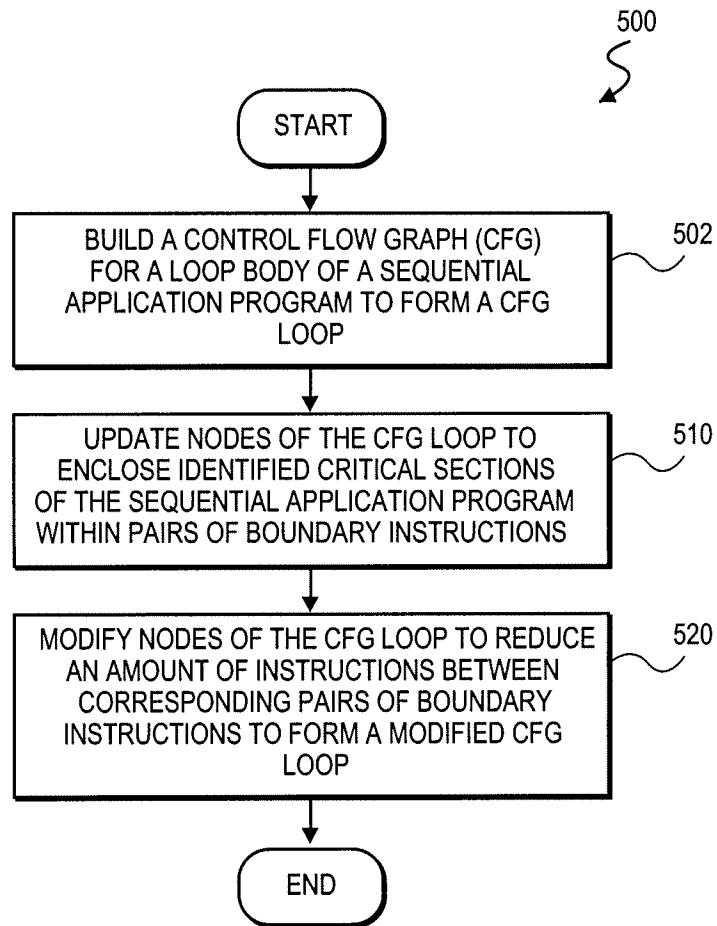 500
START
BUILD A CONTROL FLOW GRAPH (CFG)
FOR A LOOP BODY OF A SEQUENTIAL
APPLICATION PROGRAM TO FORM A CFG
LOOP
502
UPDATE NODES OF THE CFG LOOP TO
ENCLOSE IDENTIFIED CRITICAL SECTIONS
OF THE SEQUENTIAL APPLICATION PROGRAM
WITHIN PAIRS OF BOUNDARY INSTRUCTIONS
510
MODIFY NODES OF THE CFG LOOP TO REDUCE
AN AMOUNT OF INSTRUCTIONS BETWEEN
CORRESPONDING PAIRS OF BOUNDARY
INSTRUCTIONS TO FORM A MODIFIED CFG
LOOP
520
END